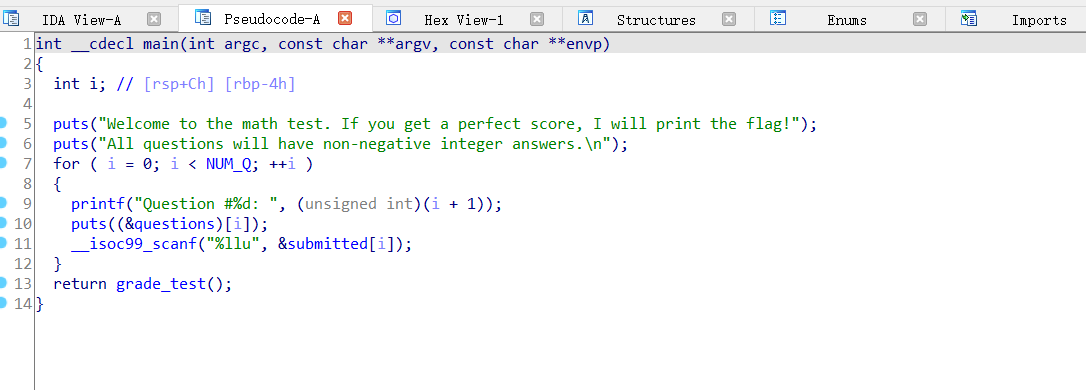 IDA View-A Pseudocode-A Hex View-1 Structures Enums Imports
1 int __cdecl main(int argc, const char **argv, const char **envp)
2 {
3 int i; // [rsp+Ch] [rbp-4h]
4
5 puts("Welcome to the math test. If you get a perfect score, I will print the flag!");
6 puts("All questions will have non-negative integer answers.\n");
7 for ( i = 0; i < NUM_Q; ++i )
8 {
9 printf("Question #%d: ", (unsigned int)(i + 1));
10 puts((&questions)[i]);
11 __isoc99_scanf("%llu", &submitted[i]);
12 }
13 return grade_test();
14 }